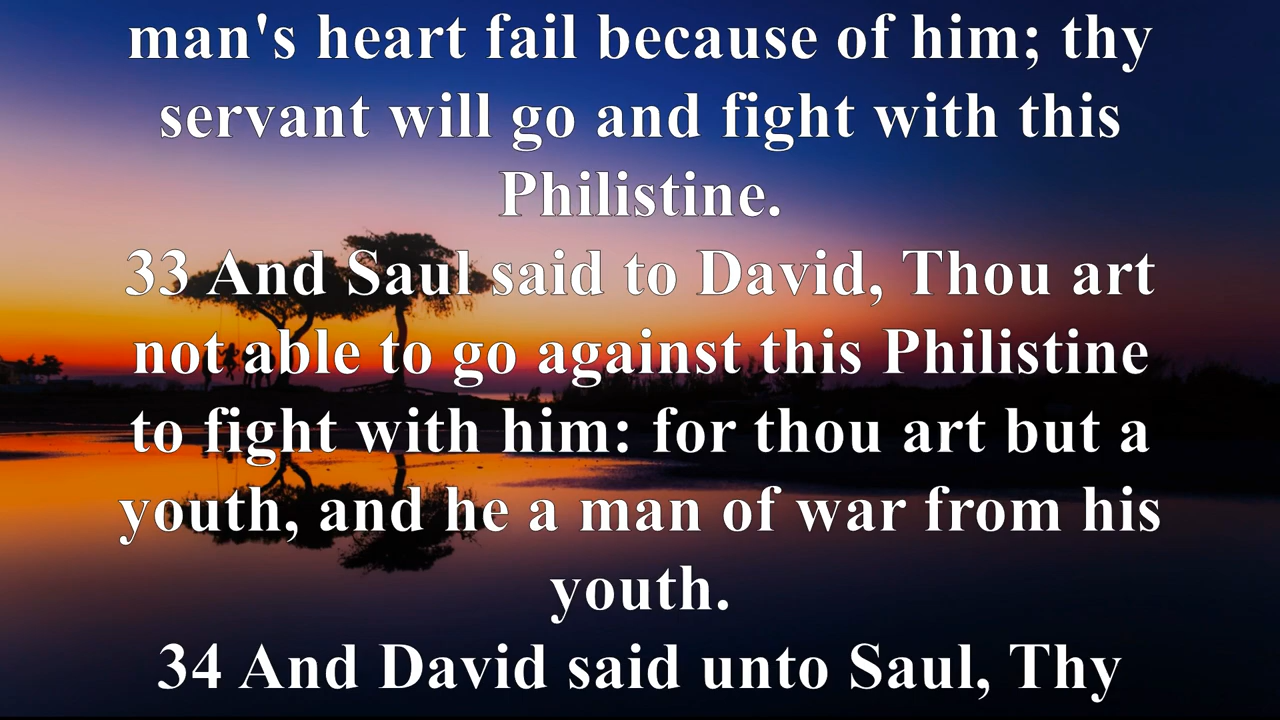 man's heart fail because of him; thy
servant will go and fight with this
Philistine.
33 And Saul said to David, Thou art
not able to go against this Philistine
to fight with him: for thou art but a
youth, and he a man of war from his
youth.
34 And David said unto Saul, Thy